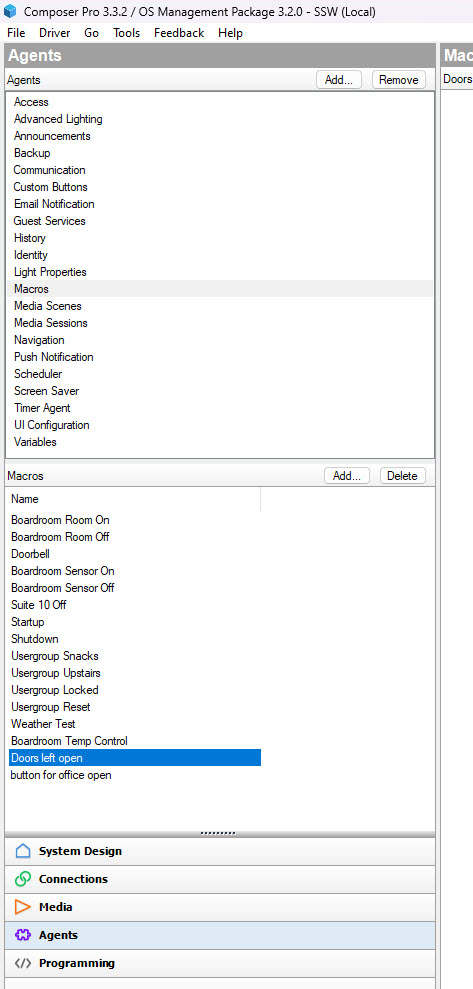 Composer Pro 3.3.2 / OS Management Package 3.2.0 - SSW (Local)
File Driver Go Tools Feedback Help
Agents
Mac
Agents Add... Remove
Doors
Access
Advanced Lighting
Announcements
Backup
Communication
Custom Buttons
Email Notification
Guest Services
History
Identity
Light Properties
Macros
Media Scenes
Media Sessions
Navigation
Push Notification
Scheduler
Screen Saver
Timer Agent
UI Configuration
Variables
Macros Add... Delete
Name
Boardroom Room On
Boardroom Room Off
Doorbell
Boardroom Sensor On
Boardroom Sensor Off
Suite 10 Off
Startup
Shutdown
Usergroup Snacks
Usergroup Upstairs
Usergroup Locked
Usergroup Reset
Weather Test
Boardroom Temp Control
Doors left open
button for office open
System Design
Connections
Media
Agents
Programming